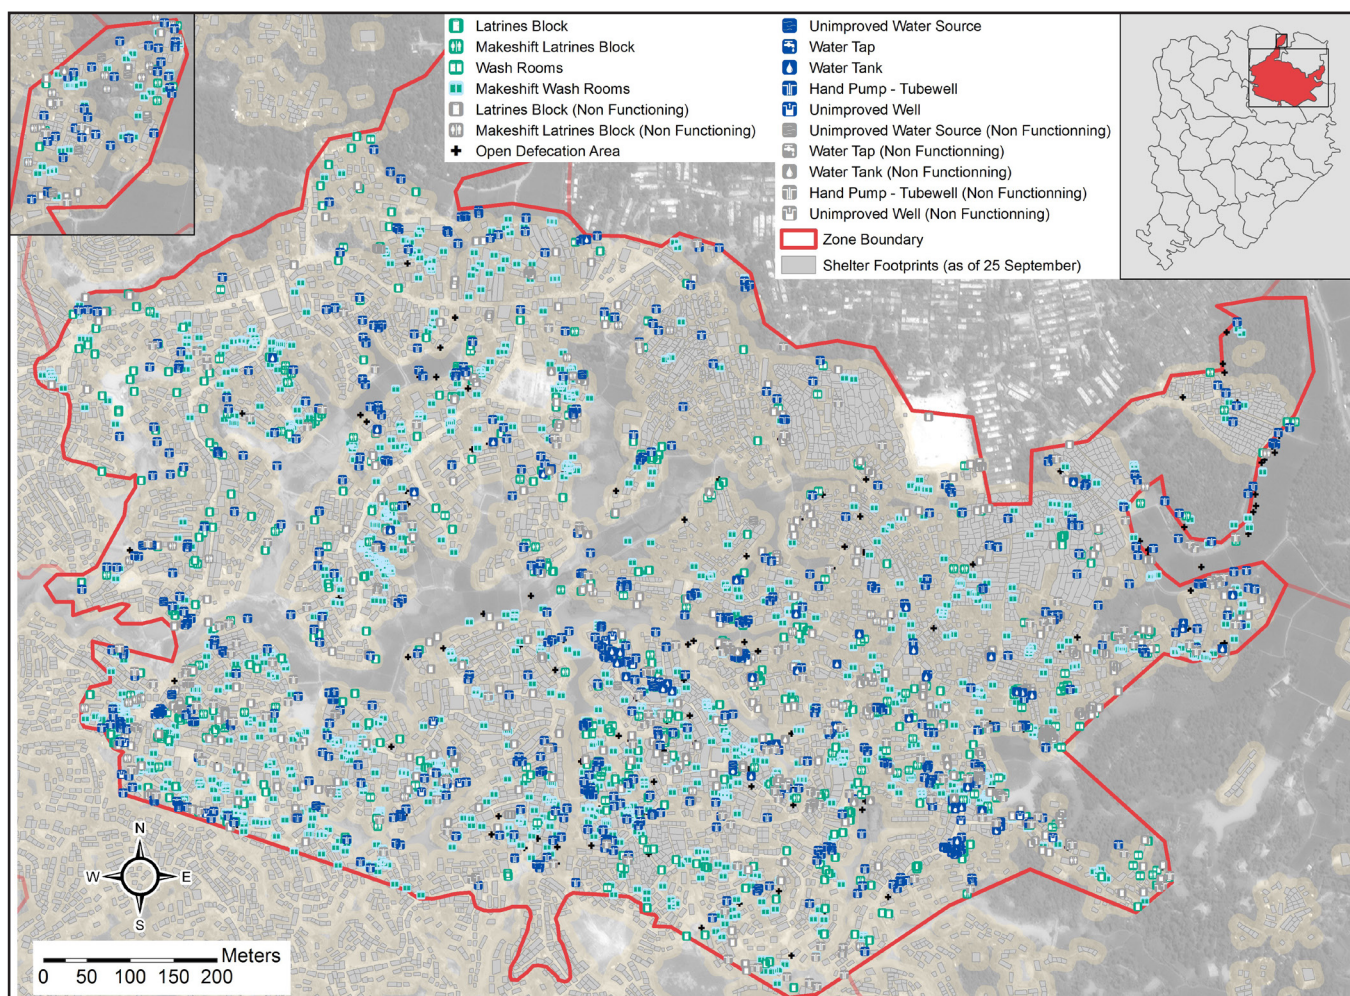 Latrines Block
Makeshift Latrines Block
Wash Rooms
Makeshift Wash Rooms
Latrines Block (Non Functioning)
Makeshift Latrines Block (Non Functioning)
Open Defecation Area
Unimproved Water Source
Water Tap
Water Tank
Hand Pump - Tubewell
Unimproved Well
Unimproved Water Source (Non Functionning)
Water Tap (Non Functionning)
Water Tank (Non Functionning)
Hand Pump - Tubewell (Non Functionning)
Unimproved Well (Non Functionning)
Zone Boundary
Shelter Footprints (as of 25 September)
N
W E
S
Meters
0 50 100 150 200